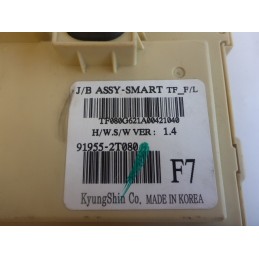 J/B ASSY-SMART TF_F/L
TF080G621A00421040
H/W.S/W VER: 1.4
91955-2T080
F7
KyungShin Co. MADE IN KOREA